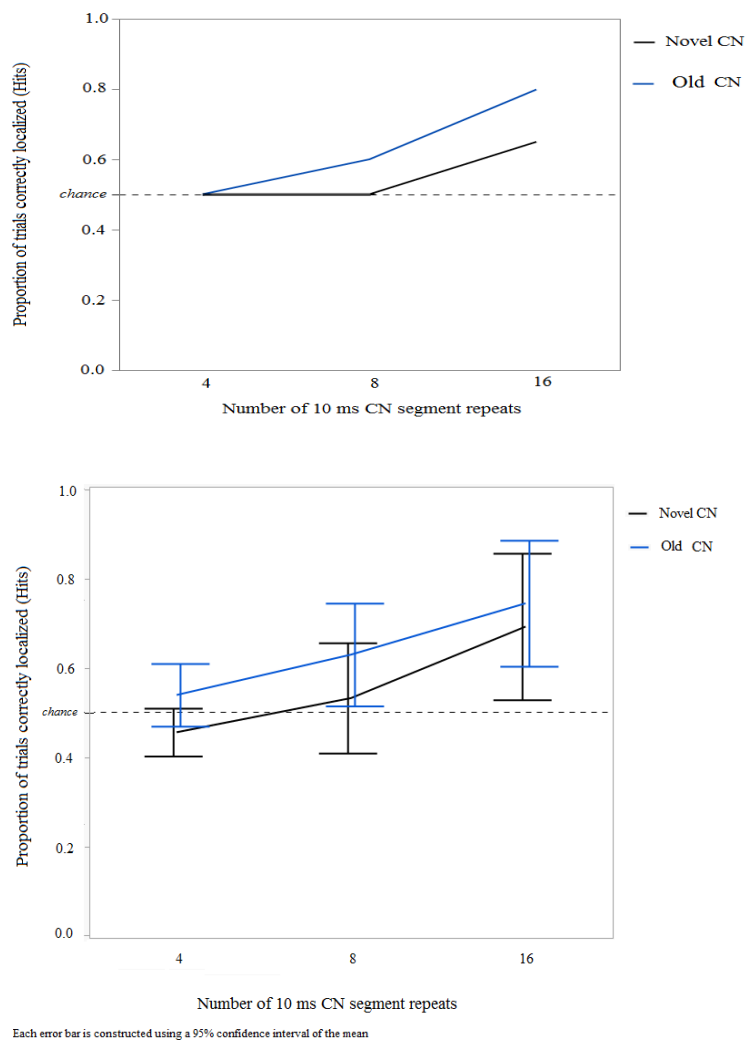 1.0
Novel CN
Old CN
0.8
0.6
chance
0.4
0.2
0.0
4 8 16
Number of 10 ms CN segment repeats
Proportion of trials correctly localized (Hits)
1.0
Novel CN
Old CN
0.8
0.6
chance
0.4
0.2
0.0
4 8 16
Number of 10 ms CN segment repeats
Proportion of trials correctly localized (Hits)
Each error bar is constructed using a 95% confidence interval of the mean